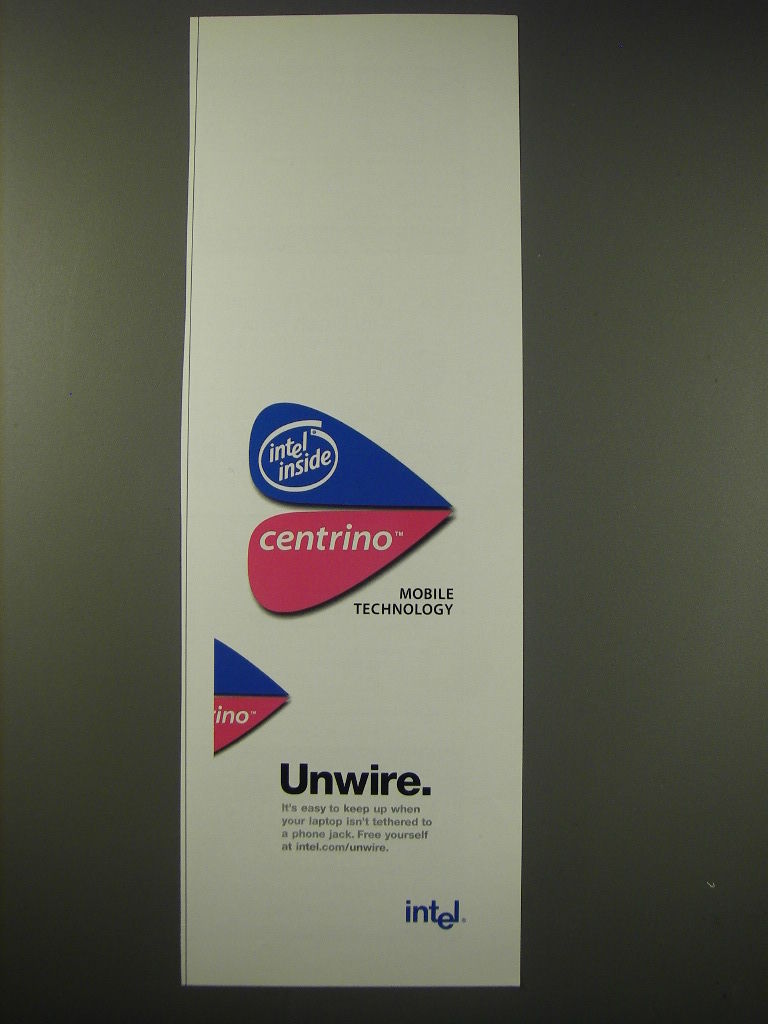 intel
inside
centrino™
MOBILE
TECHNOLOGY
rino™
Unwire.
It's easy to keep up when
your laptop isn't tethered to
a phone jack. Free yourself
at intel.com/unwire.
intel®